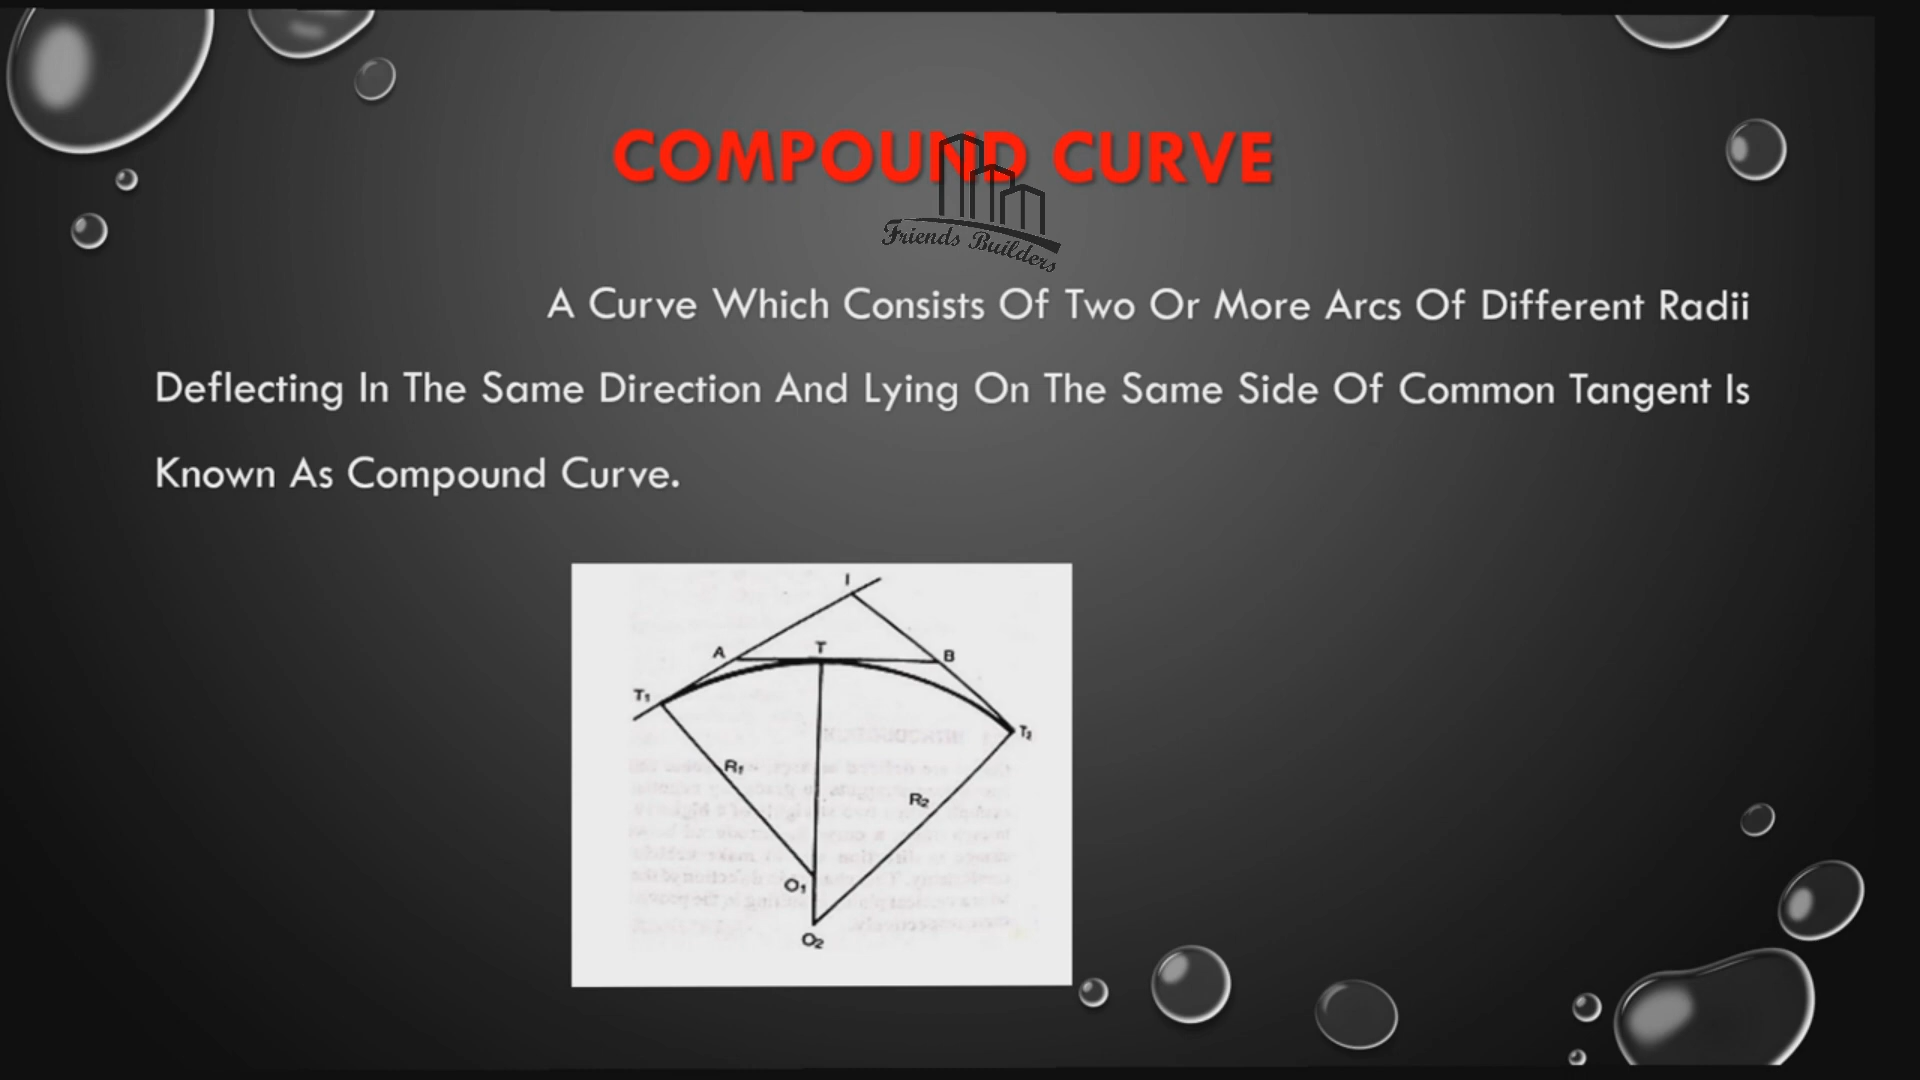 COMPOUND CURVE
Friends Builders
A Curve Which Consists Of Two Or More Arcs Of Different Radii
Deflecting In The Same Direction And Lying On The Same Side Of Common Tangent Is
Known As Compound Curve.
I
A T B
T1
T2
R1
R2
O1
O2